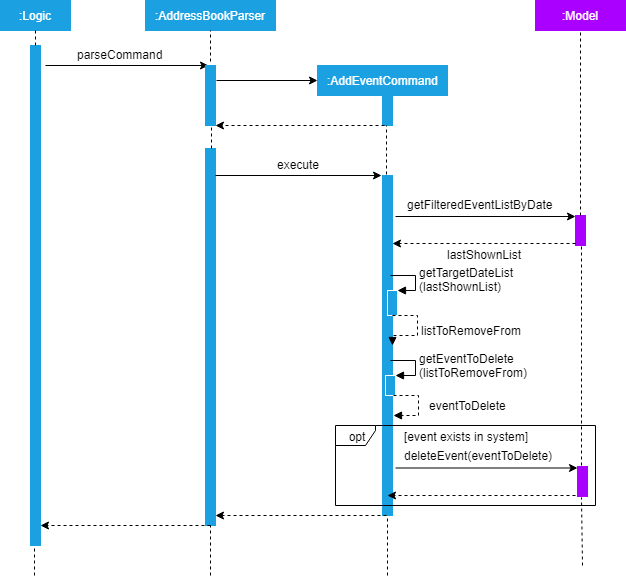 :Logic
:AddressBookParser
:Model
parseCommand
:AddEventCommand
execute
getFilteredEventListByDate
lastShownList
getTargetDateList
(lastShownList)
listToRemoveFrom
getEventToDelete
(listToRemoveFrom)
eventToDelete
opt
[event exists in system]
deleteEvent(eventToDelete)